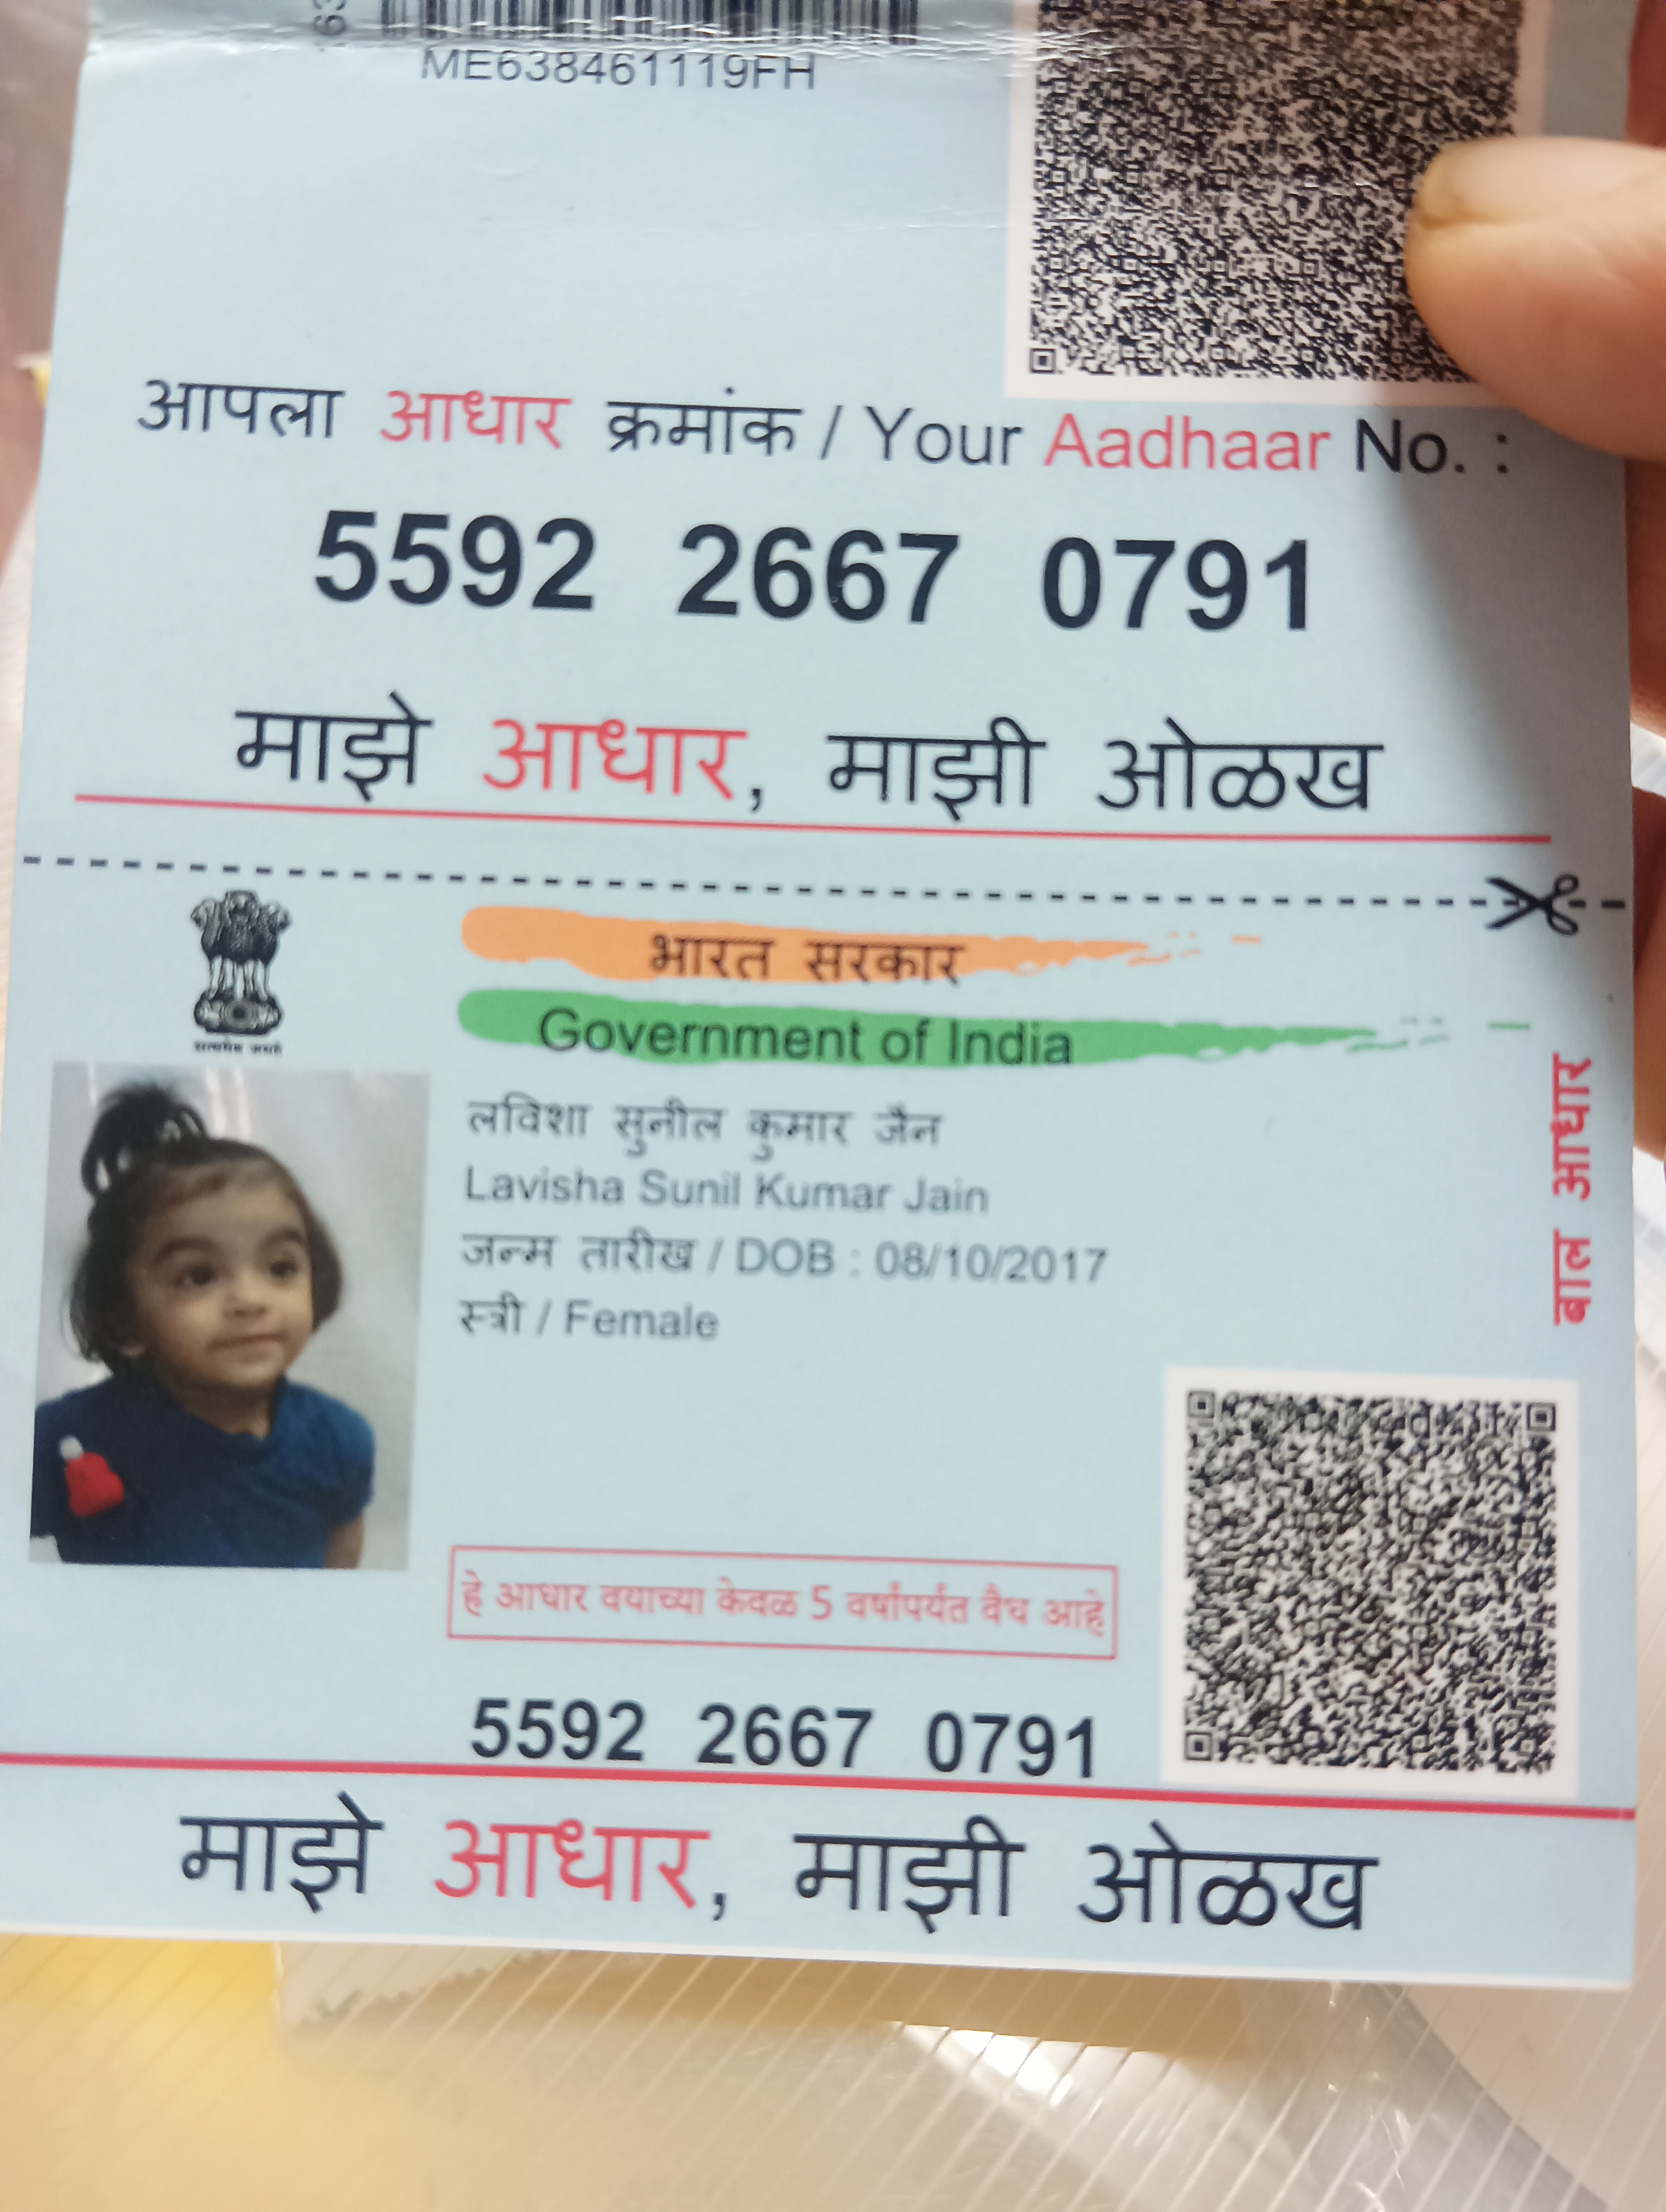 ME638461119FH
आपला आधार क्रमांक / Your Aadhaar No. :
5592 2667 0791
माझे आधार, माझी ओळख
भारत सरकार
Government of India
सत्यमेव जयते
लविशा सुनील कुमार जैन
Lavisha Sunil Kumar Jain
जन्म तारीख / DOB : 08/10/2017
स्त्री / Female
बाल आधार
हे आधार वयाच्या केवळ 5 वर्षांपर्यंत वैध आहे
5592 2667 0791
माझे आधार, माझी ओळख